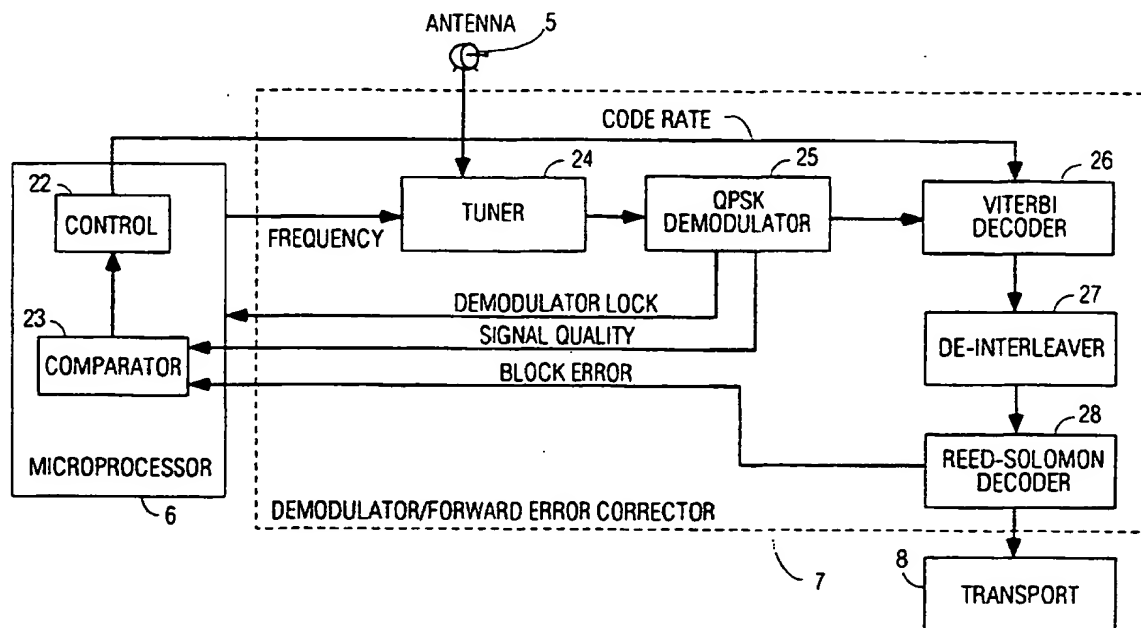 ANTENNA
5
CODE RATE
22
CONTROL
24
TUNER
25
QPSK
DEMODULATOR
26
VITERBI
DECODER
FREQUENCY
DEMODULATOR LOCK
27
DE-INTERLEAVER
23
COMPARATOR
SIGNAL QUALITY
BLOCK ERROR
28
REED-SOLOMON
DECODER
MICROPROCESSOR
6
DEMODULATOR/FORWARD ERROR CORRECTOR
7
8
TRANSPORT